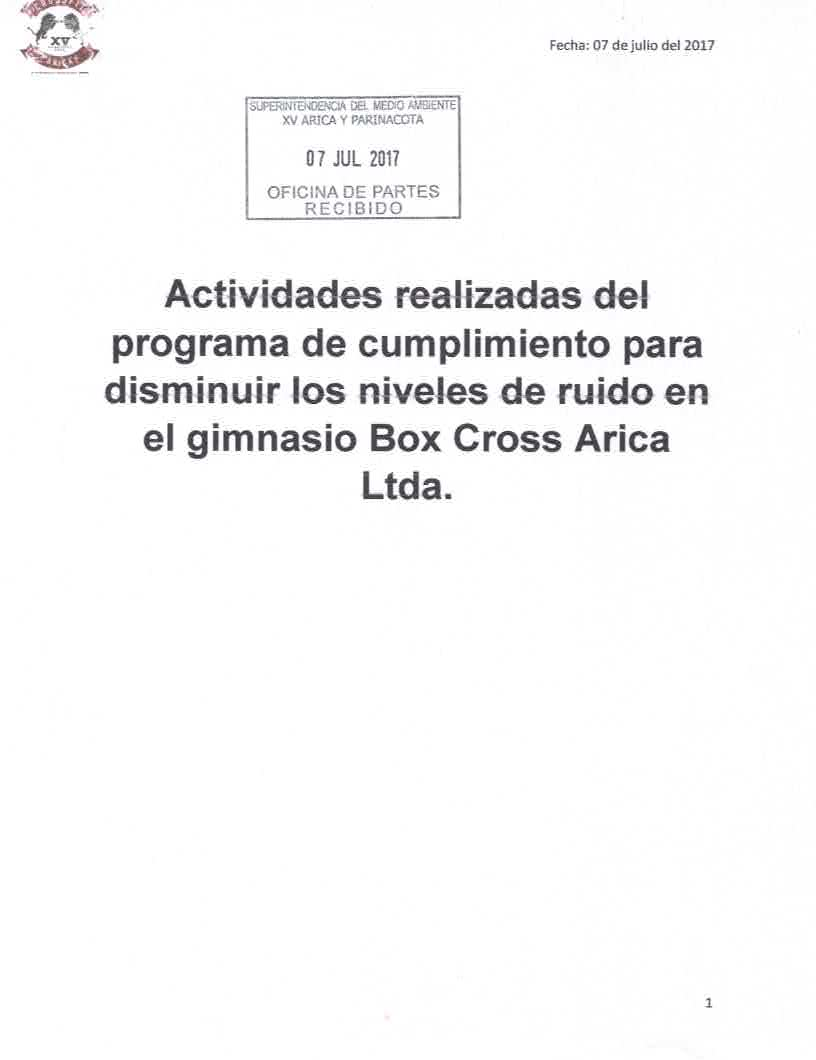 XV
ARICA
Fecha: 07 de julio del 2017
SUPERINTENDENCIA DEL MEDIO AMBIENTE
XV ARICA Y PARINACOTA
07 JUL 2017
OFICINA DE PARTES
RECIBIDO
Actividades realizadas del
programa de cumplimiento para
disminuir los niveles de ruido en
el gimnasio Box Cross Arica
Ltda.
1